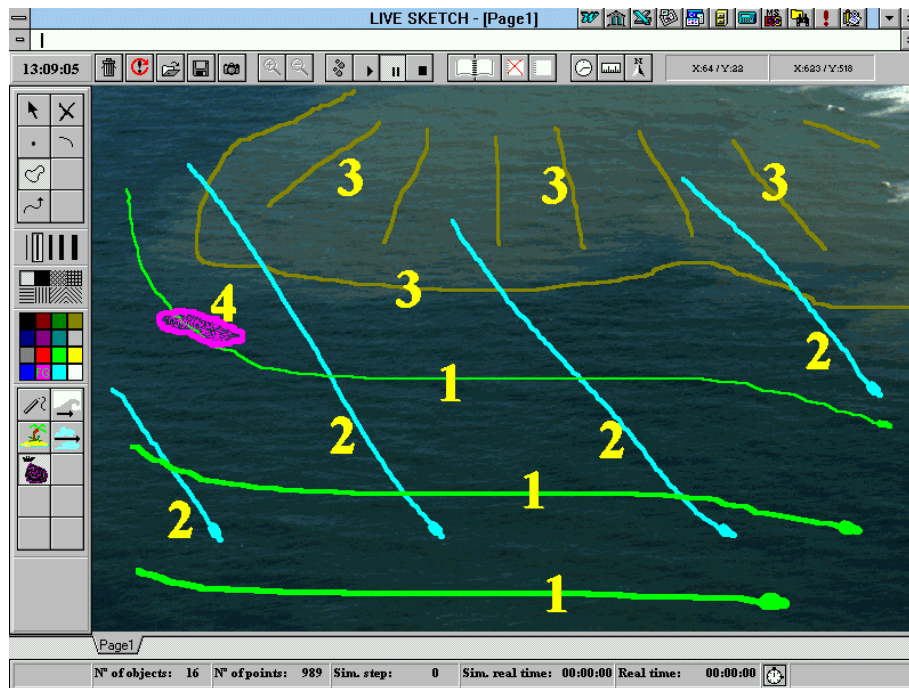 LIVE SKETCH - [Page1]
13:09:05
X:64 / Y:22
X:623 / Y:518
3 3 3
3
4
1 2
2 2
1
2
1
Page1
Nº of objects: 16 Nº of points: 989 Sim. step: 0 Sim. real time: 00:00:00 Real time: 00:00:00